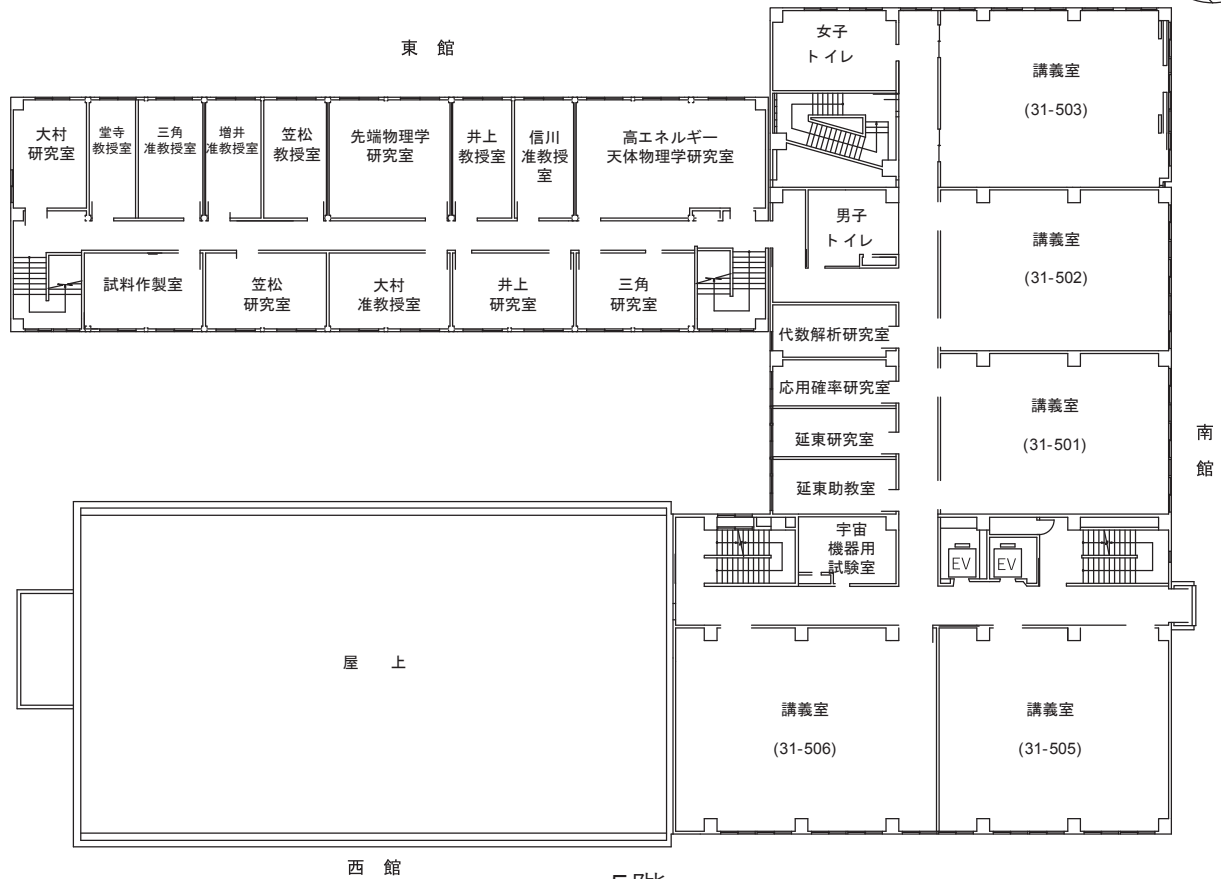 東 館
女子
トイレ
講義室
(31-503)
大村
研究室
堂寺
教授室
三角
准教授室
増井
准教授室
笠松
教授室
先端物理学
研究室
井上
教授室
信川
准教授
室
高エネルギー
天体物理学研究室
男子
トイレ
講義室
(31-502)
試料作製室
笠松
研究室
大村
准教授室
井上
研究室
三角
研究室
代数解析研究室
応用確率研究室
延東研究室
延東助教室
講義室
(31-501)
南
館
宇宙
機器用
試験室
EV
EV
屋 上
講義室
(31-506)
講義室
(31-505)
西 館